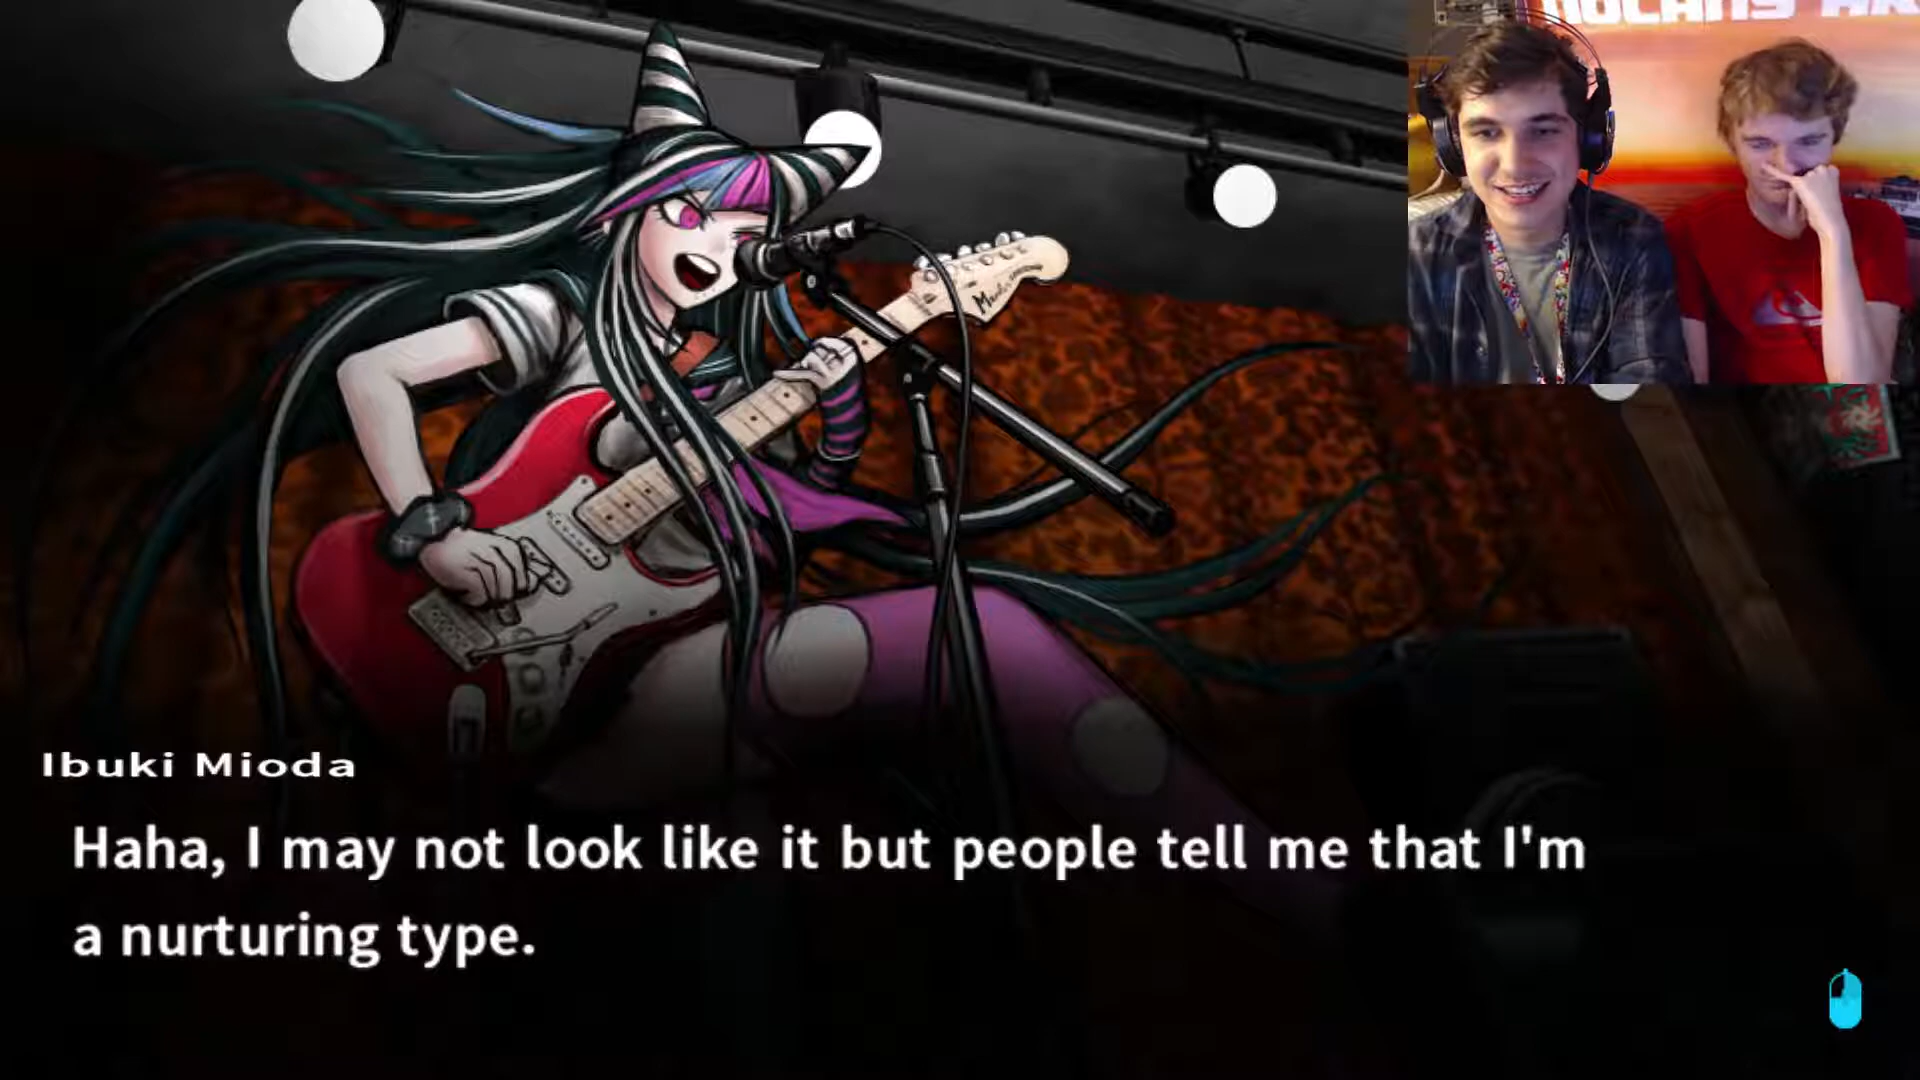 Ibuki Mioda
Haha, I may not look like it but people tell me that I'm
a nurturing type.